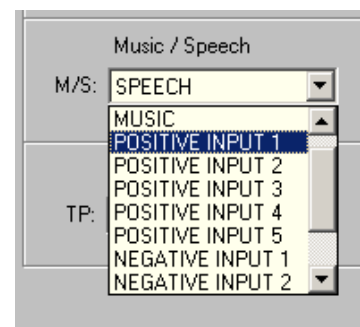 Music / Speech
M/S: SPEECH
MUSIC
POSITIVE INPUT 1
POSITIVE INPUT 2
POSITIVE INPUT 3
POSITIVE INPUT 4
TP:
POSITIVE INPUT 5
NEGATIVE INPUT 1
NEGATIVE INPUT 2